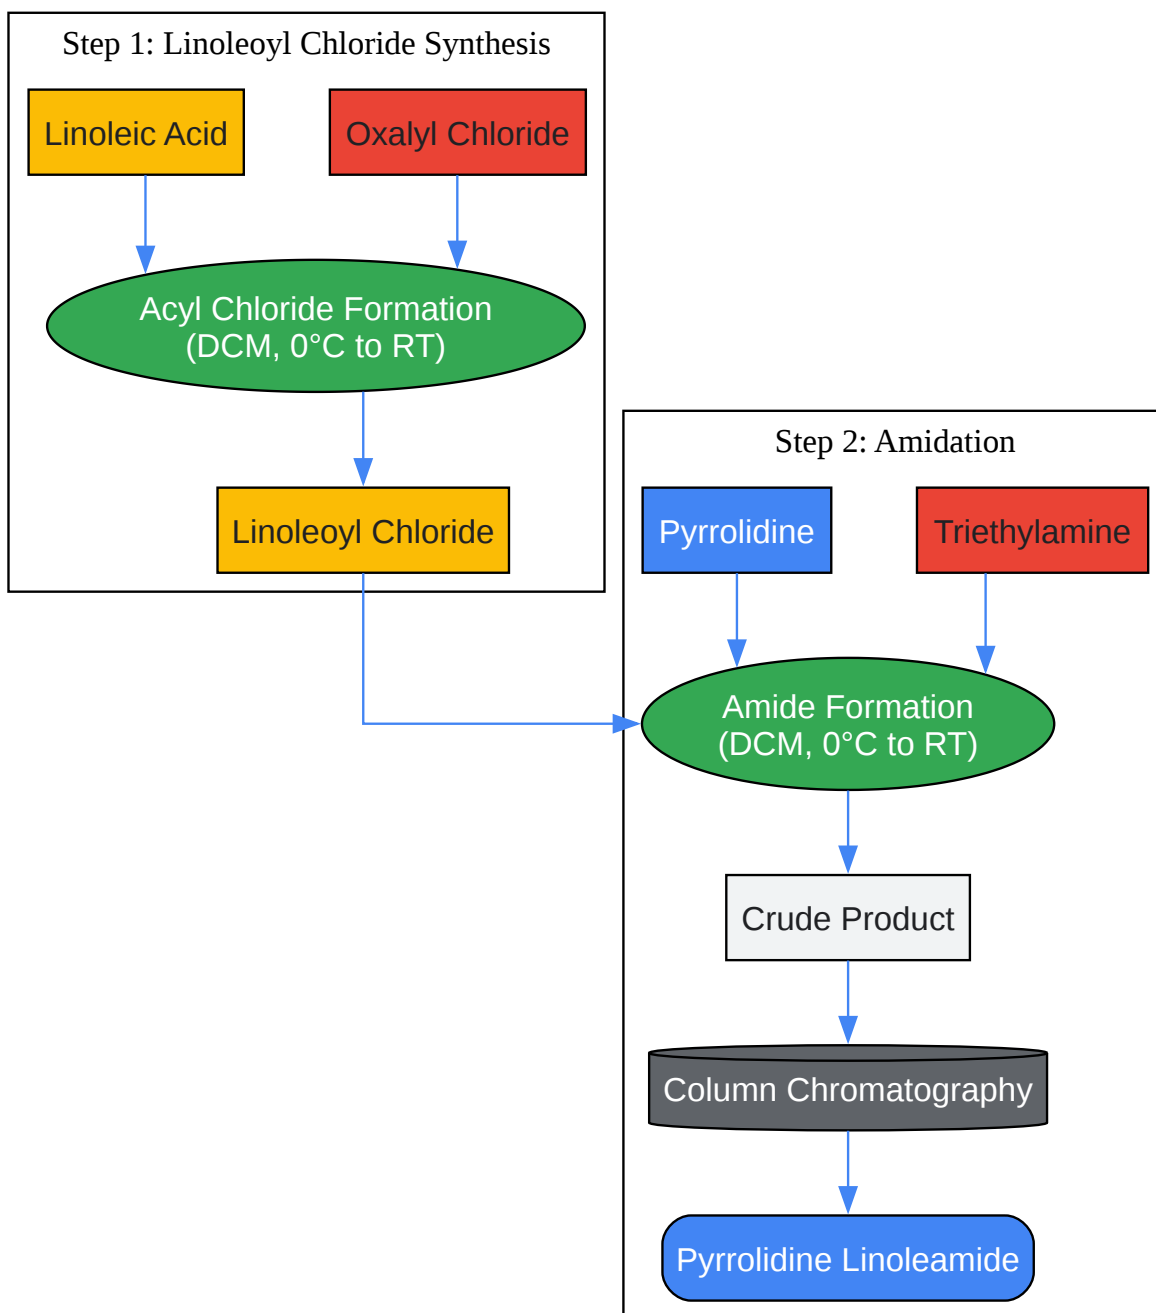 Step 1: Linoleoyl Chloride Synthesis
Linoleic Acid
Oxalyl Chloride
Acyl Chloride Formation
(DCM, 0°C to RT)
Linoleoyl Chloride
Step 2: Amidation
Pyrrolidine
Triethylamine
Amide Formation
(DCM, 0°C to RT)
Crude Product
Column Chromatography
Pyrrolidine Linoleamide